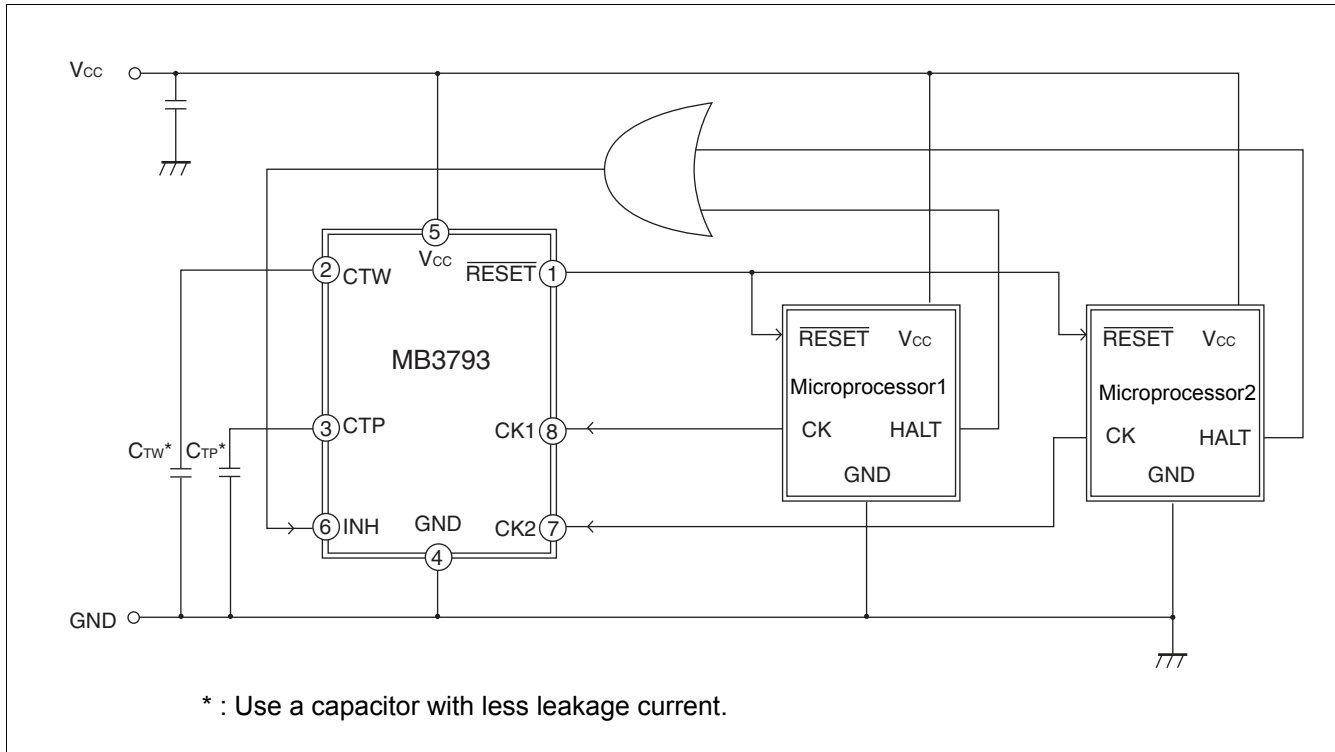 VCC
5
VCC
2 CTW
RESET 1
MB3793
RESET VCC
Microprocessor1
RESET VCC
Microprocessor2
3 CTP
CK1 8
CK HALT
CK HALT
CTW* CTP*
GND
GND
6 INH
GND
CK2 7
4
GND
* : Use a capacitor with less leakage current.